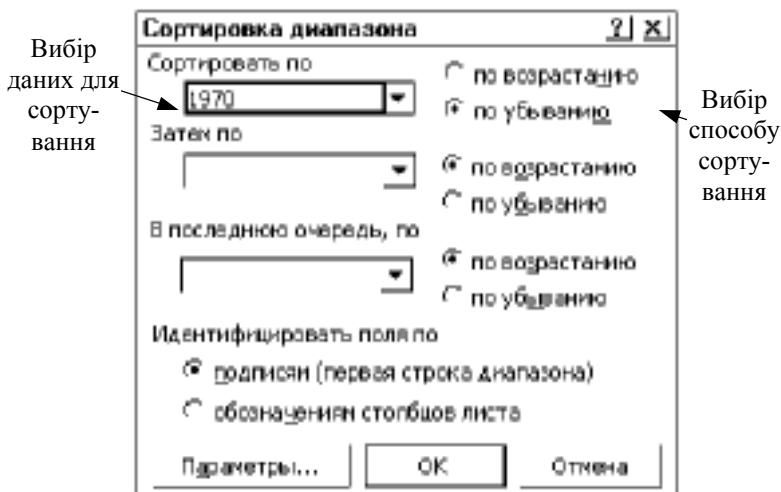 Сортировка диапазона
Вибір
даних для
сорту-
вання
Сортировать по
1970
по возрастанию
по убыванию
Вибір
способу
сорту-
вання
Затем по
по возрастанию
по убыванию
В последнюю очередь, по
по возрастанию
по убыванию
Идентифицировать поля по
подписям (первая строка диапазона)
обозначениям столбцов листа
Параметры...
ОК
Отмена